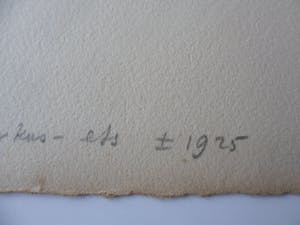 kus- ets ± 1925